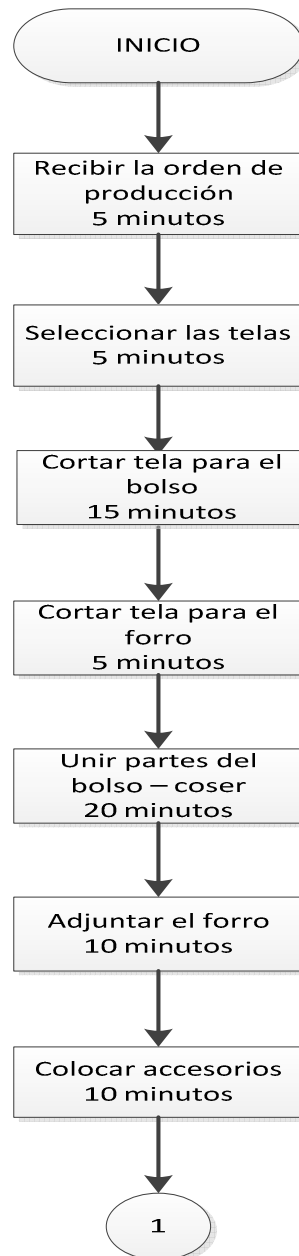 INICIO
Recibir la orden de
producción
5 minutos
Seleccionar las telas
5 minutos
Cortar tela para el
bolso
15 minutos
Cortar tela para el
forro
5 minutos
Unir partes del
bolso – coser
20 minutos
Adjuntar el forro
10 minutos
Colocar accesorios
10 minutos
1